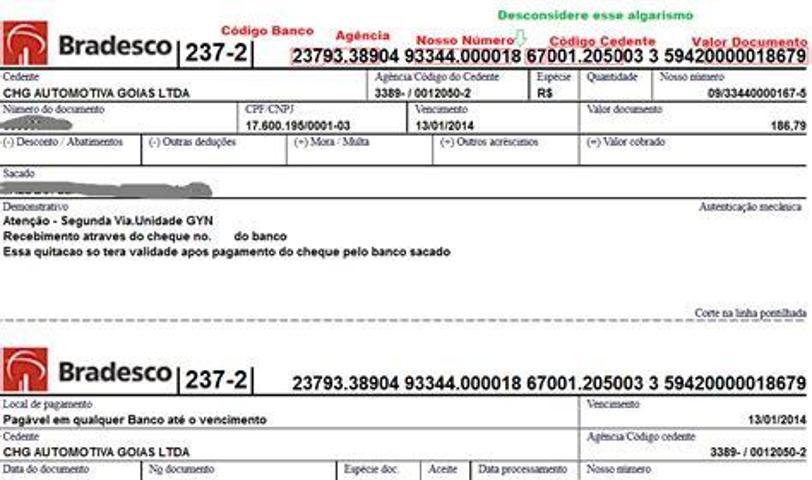 Desconsidere esse algarismo
Código Banco Agência Nosso Número Código Cedente Valor Documento
Bradesco 237-2 23793.38904 93344.000018 67001.205003 3 59420000018679
Cedente Agência Código do Cedente Espécie Quantidade Nosso número
CHG AUTOMOTIVA GOIAS LTDA 3389- / 0012050-2 R$ 09/33440000167-5
Número do documento CPF/CNPJ Vencimento Valor documento
17.600.195/0001-03 13/01/2014 186,79
(-) Desconto / Abatimentos (-) Outras deduções (+) Mora / Multa (+) Outros acréscimos (=) Valor cobrado
Sacado
Demonstrativo Autenticação mecânica
Atenção - Segunda Via.Unidade GYN
Recebimento atraves do cheque no. do banco
Essa quitacao so tera validade apos pagamento do cheque pelo banco sacado
Corte na linha pontilhada
Bradesco 237-2 23793.38904 93344.000018 67001.205003 3 59420000018679
Local de pagamento Vencimento
Pagável em qualquer Banco até o vencimento 13/01/2014
Cedente Agência/Código cedente
CHG AUTOMOTIVA GOIAS LTDA 3389- / 0012050-2
Data do documento Nº documento Espécie doc. Aceite Data processamento Nosso número